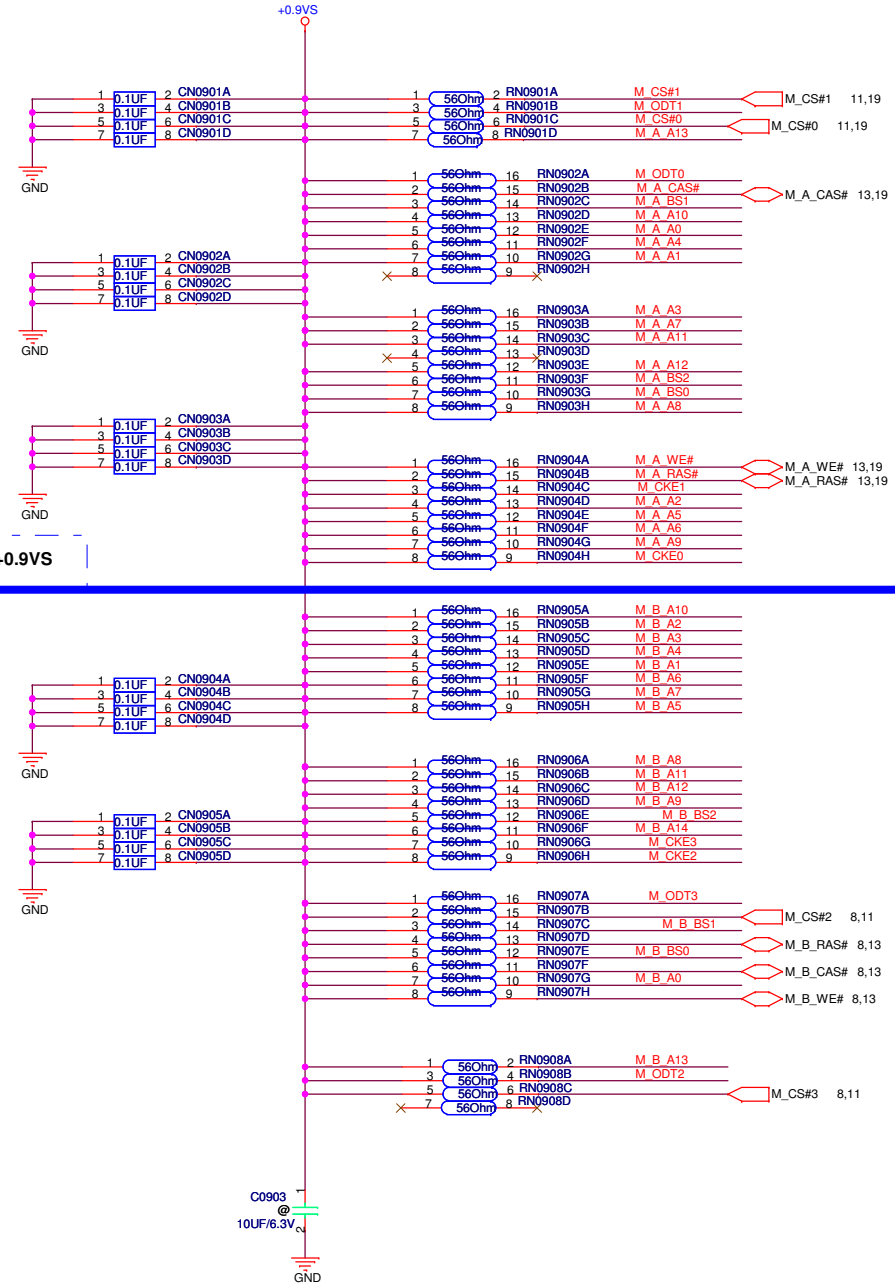 +0.9VS
1 0.1UF 2 CN0901A
3 0.1UF 4 CN0901B
5 0.1UF 6 CN0901C
7 0.1UF 8 CN0901D
GND
1 56Ohm 2 RN0901A M_CS#1 M_CS#1 11,19
3 56Ohm 4 RN0901B M_ODT1
5 56Ohm 6 RN0901C M_CS#0 M_CS#0 11,19
7 56Ohm 8 RN0901D M_A_A13
1 56Ohm 16 RN0902A M_ODT0
2 56Ohm 15 RN0902B M_A_CAS# M_A_CAS# 13,19
3 56Ohm 14 RN0902C M_A_BS1
4 56Ohm 13 RN0902D M_A_A10
5 56Ohm 12 RN0902E M_A_A0
6 56Ohm 11 RN0902F M_A_A4
7 56Ohm 10 RN0902G M_A_A1
8 56Ohm 9 RN0902H
1 0.1UF 2 CN0902A
3 0.1UF 4 CN0902B
5 0.1UF 6 CN0902C
7 0.1UF 8 CN0902D
GND
1 56Ohm 16 RN0903A M_A_A3
2 56Ohm 15 RN0903B M_A_A7
3 56Ohm 14 RN0903C M_A_A11
4 56Ohm 13 RN0903D
5 56Ohm 12 RN0903E M_A_A12
6 56Ohm 11 RN0903F M_A_BS2
7 56Ohm 10 RN0903G M_A_BS0
8 56Ohm 9 RN0903H M_A_A8
1 0.1UF 2 CN0903A
3 0.1UF 4 CN0903B
5 0.1UF 6 CN0903C
7 0.1UF 8 CN0903D
GND
1 56Ohm 16 RN0904A M_A_WE# M_A_WE# 13,19
2 56Ohm 15 RN0904B M_A_RAS# M_A_RAS# 13,19
3 56Ohm 14 RN0904C M_CKE1
4 56Ohm 13 RN0904D M_A_A2
5 56Ohm 12 RN0904E M_A_A5
6 56Ohm 11 RN0904F M_A_A6
7 56Ohm 10 RN0904G M_A_A9
8 56Ohm 9 RN0904H M_CKE0
+0.9VS
1 56Ohm 16 RN0905A M_B_A10
2 56Ohm 15 RN0905B M_B_A2
3 56Ohm 14 RN0905C M_B_A3
4 56Ohm 13 RN0905D M_B_A4
5 56Ohm 12 RN0905E M_B_A1
6 56Ohm 11 RN0905F M_B_A6
7 56Ohm 10 RN0905G M_B_A7
8 56Ohm 9 RN0905H M_B_A5
1 0.1UF 2 CN0904A
3 0.1UF 4 CN0904B
5 0.1UF 6 CN0904C
7 0.1UF 8 CN0904D
GND
1 56Ohm 16 RN0906A M_B_A8
2 56Ohm 15 RN0906B M_B_A11
3 56Ohm 14 RN0906C M_B_A12
4 56Ohm 13 RN0906D M_B_A9
5 56Ohm 12 RN0906E M_B_BS2
6 56Ohm 11 RN0906F M_B_A14
7 56Ohm 10 RN0906G M_CKE3
8 56Ohm 9 RN0906H M_CKE2
1 0.1UF 2 CN0905A
3 0.1UF 4 CN0905B
5 0.1UF 6 CN0905C
7 0.1UF 8 CN0905D
GND
1 56Ohm 16 RN0907A M_ODT3
2 56Ohm 15 RN0907B M_CS#2 8,11
3 56Ohm 14 RN0907C M_B_BS1
4 56Ohm 13 RN0907D M_B_RAS# 8,13
5 56Ohm 12 RN0907E M_B_BS0
6 56Ohm 11 RN0907F M_B_CAS# 8,13
7 56Ohm 10 RN0907G M_B_A0
8 56Ohm 9 RN0907H M_B_WE# 8,13
1 56Ohm 2 RN0908A M_B_A13
3 56Ohm 4 RN0908B M_ODT2
5 56Ohm 6 RN0908C M_CS#3 8,11
7 56Ohm 8 RN0908D
1
C0903
@
10UF/6.3V
2
GND